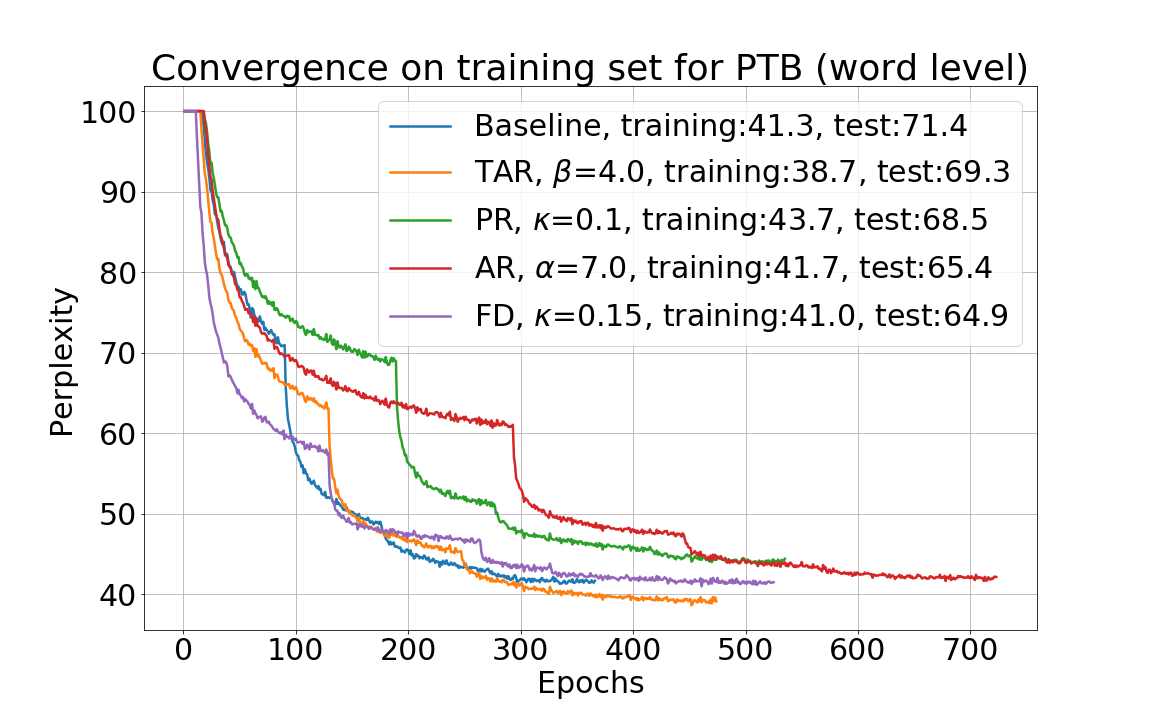 Convergence on training set for PTB (word level)
Baseline, training:41.3, test:71.4
TAR, β=4.0, training:38.7, test:69.3
PR, κ=0.1, training:43.7, test:68.5
AR, α=7.0, training:41.7, test:65.4
FD, κ=0.15, training:41.0, test:64.9
Perplexity
100
90
80
70
60
50
40
0 100 200 300 400 500 600 700
Epochs